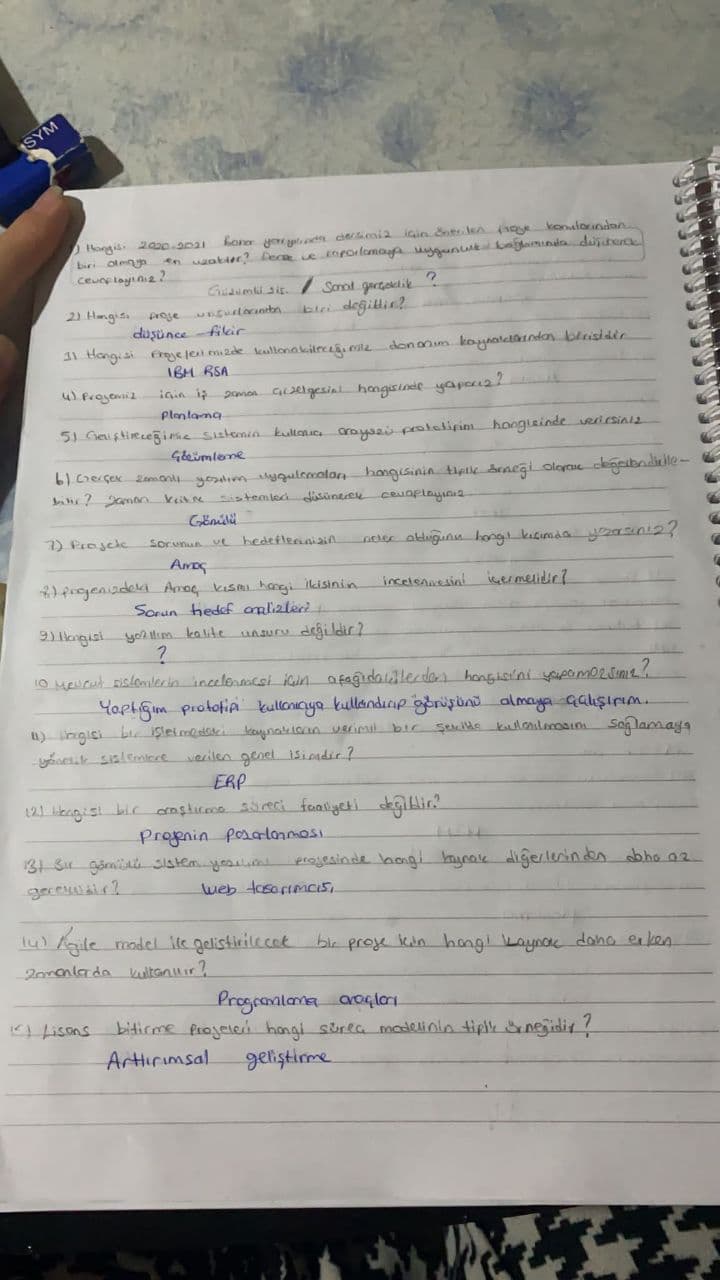 SYM
1) Hangisi 2020-2021 bahar yarıyılında dersimiz için önerilen proje konularından
biri olmaya en uzaktır? Derse ve raporlamaya uygunluk bağlamında düşünerek
cevaplayınız?
Gözümlü sis. / Sanal gerçeklik ?
2) Hangisi proje unsurlarından biri değildir?
düşünce - fikir
3) Hangisi Projelerimizde kullanabileceğimiz donanım kaynaklarından birisidir
IBM RSA
4) Projemiz için iş zaman çizelgesini hangisinde yaparız?
Planlama
5) Geliştireceğimiz sistemin kullanıcı arayüzü prototipini hangisinde verirsiniz
Gözümleme
6) Gerçek zamanlı yazılım uygulamaları hangisinin tipik örneği olarak değerlendirile-
bilir? zaman kritik sistemleri düşünerek cevaplayınız
Gömülü
7) Projede sorunun ve hedeflerinizin neler olduğunu hangi kısımda yazarsınız?
Amaç
8) projenizdeki Amaç kısmı hangi ikisinin incelenmesini içermelidir?
Sorun hedef analizleri
9) Hangisi yazılım kalite unsuru değildir?
?
10 Mevcut sistemlerin incelenmesi için aşağıdakilerden hangisini yapamazsınız?
Yaptığım prototipi kullanıcıya kullandırıp görüşünü almaya çalışırım.
11) Hangisi bir işletmedeki kaynakların verimli bir şekilde kullanılmasını sağlamaya
yönelik sistemlere verilen genel isimdir?
ERP
12) Hangisi bir araştırma süreci faaliyeti değildir?
Projenin pazarlanması
13) Bir gömülü sistem yazılımı projesinde hangi kaynak diğerlerinden daha az
gereklidir? web tasarımcısı
14) Agile model ile geliştirilecek bir proje için hangi kaynak daha erken
zamanlarda kullanılır?
Programlama araçları
15) Lisans bitirme projeleri hangi süreç modelinin tipik örneğidir?
Arttırımsal geliştirme